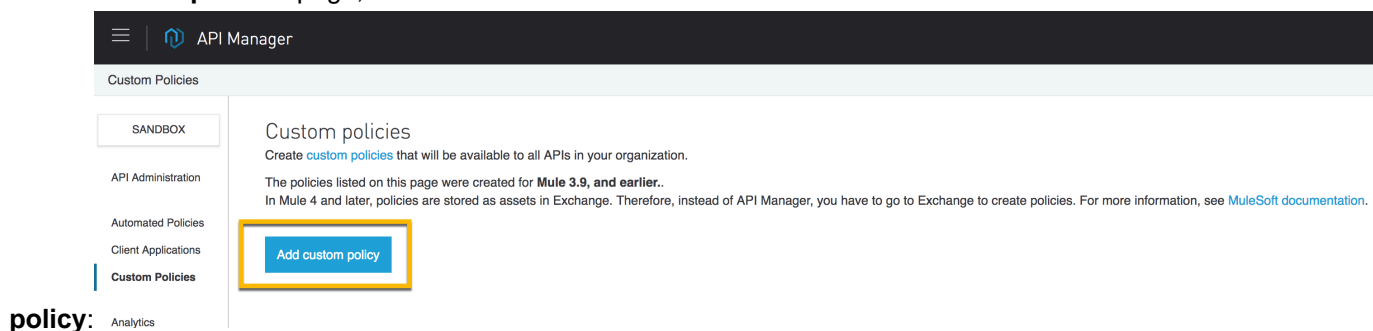 API Manager
Custom Policies
SANDBOX
Custom policies
Create custom policies that will be available to all APIs in your organization.
API Administration
The policies listed on this page were created for Mule 3.9, and earlier..
In Mule 4 and later, policies are stored as assets in Exchange. Therefore, instead of API Manager, you have to go to Exchange to create policies. For more information, see MuleSoft documentation.
Automated Policies
Client Applications
Add custom policy
Custom Policies
policy:
Analytics